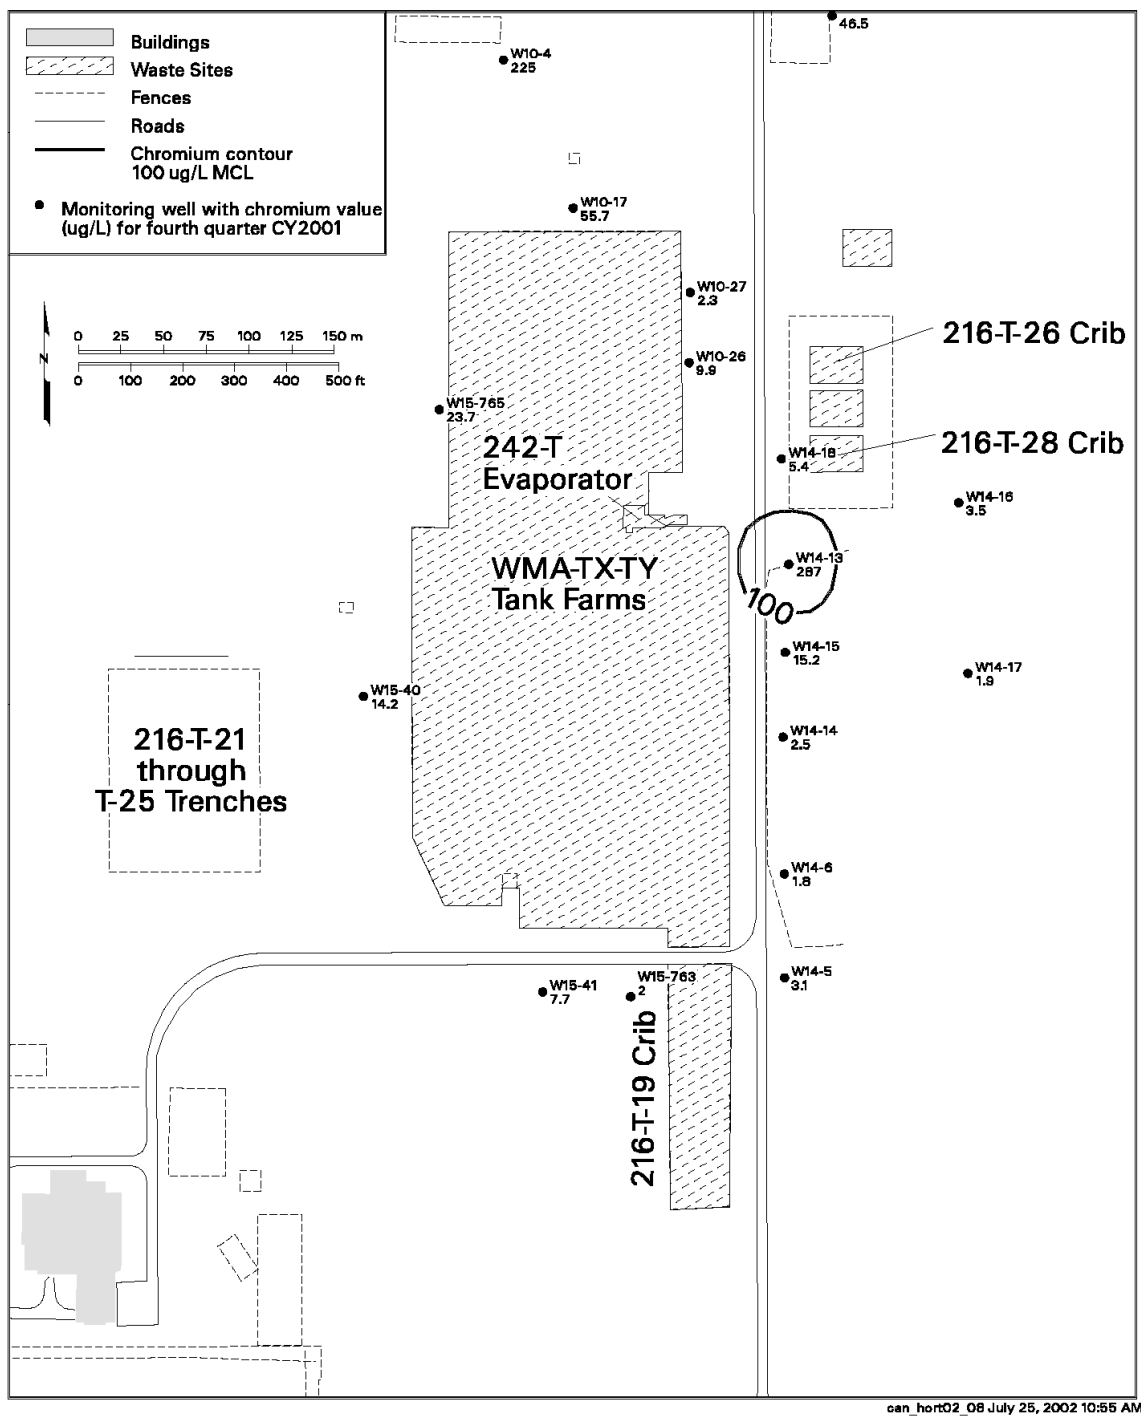 Buildings
Waste Sites
Fences
Roads
Chromium contour
100 ug/L MCL
Monitoring well with chromium value
(ug/L) for fourth quarter CY2001
46.5
W10-4
225
W10-17
55.7
W10-27
2.3
N
0 25 50 75 100 125 150 m
0 100 200 300 400 500 ft
216-T-26 Crib
W10-26
9.9
W15-765
23.7
242-T
Evaporator
216-T-28 Crib
W14-18
5.4
W14-16
3.5
WMA-TX-TY
Tank Farms
W14-13
287
100
W14-15
15.2
W14-17
1.9
W15-40
14.2
216-T-21
through
T-25 Trenches
W14-14
2.5
W14-6
1.8
W14-5
3.1
W15-41
7.7
W15-763
2
216-T-19 Crib
can_hort02_08 July 25, 2002 10:55 AM